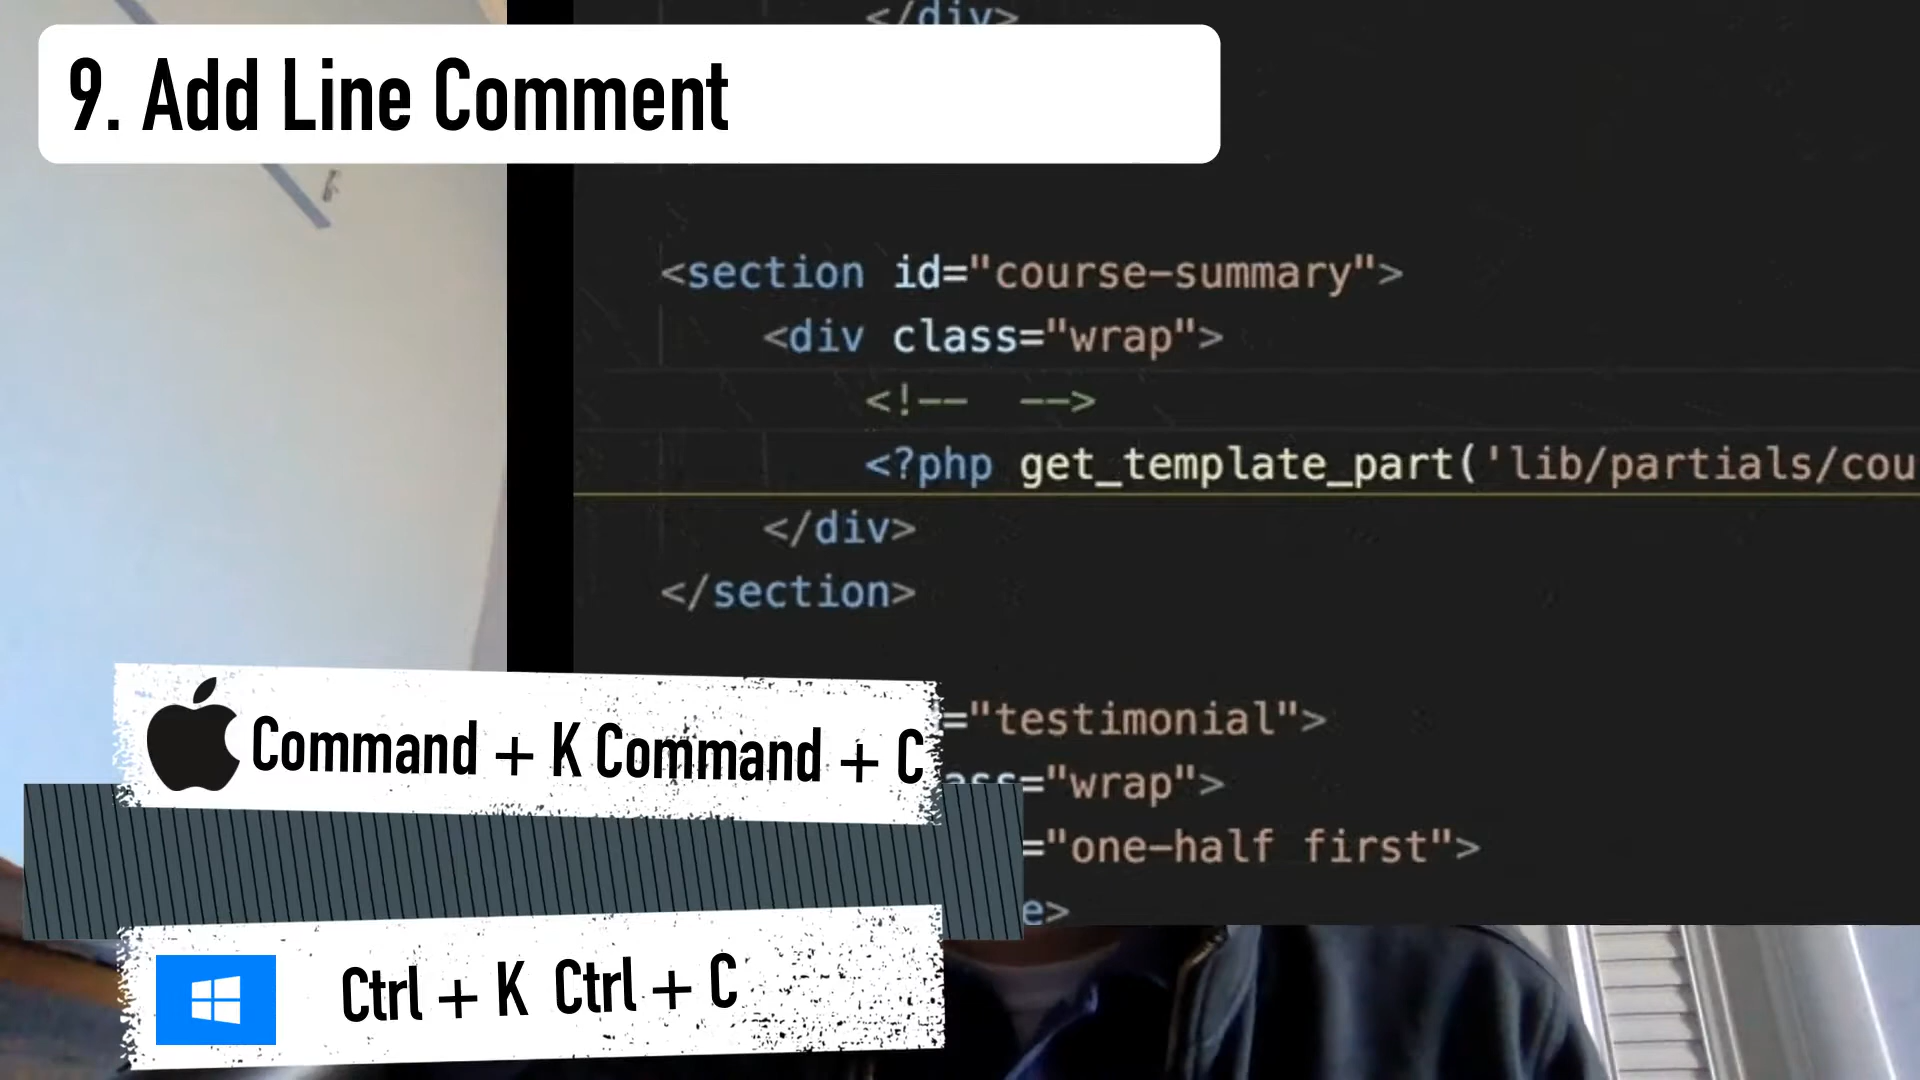 </div>
9. Add Line Comment
<section id="course-summary">
<div class="wrap">
<!-- -->
<?php get_template_part('lib/partials/cou
</div>
</section>
="testimonial">
ass="wrap">
="one-half first">
e>
Command + K Command + C
Ctrl + K Ctrl + C